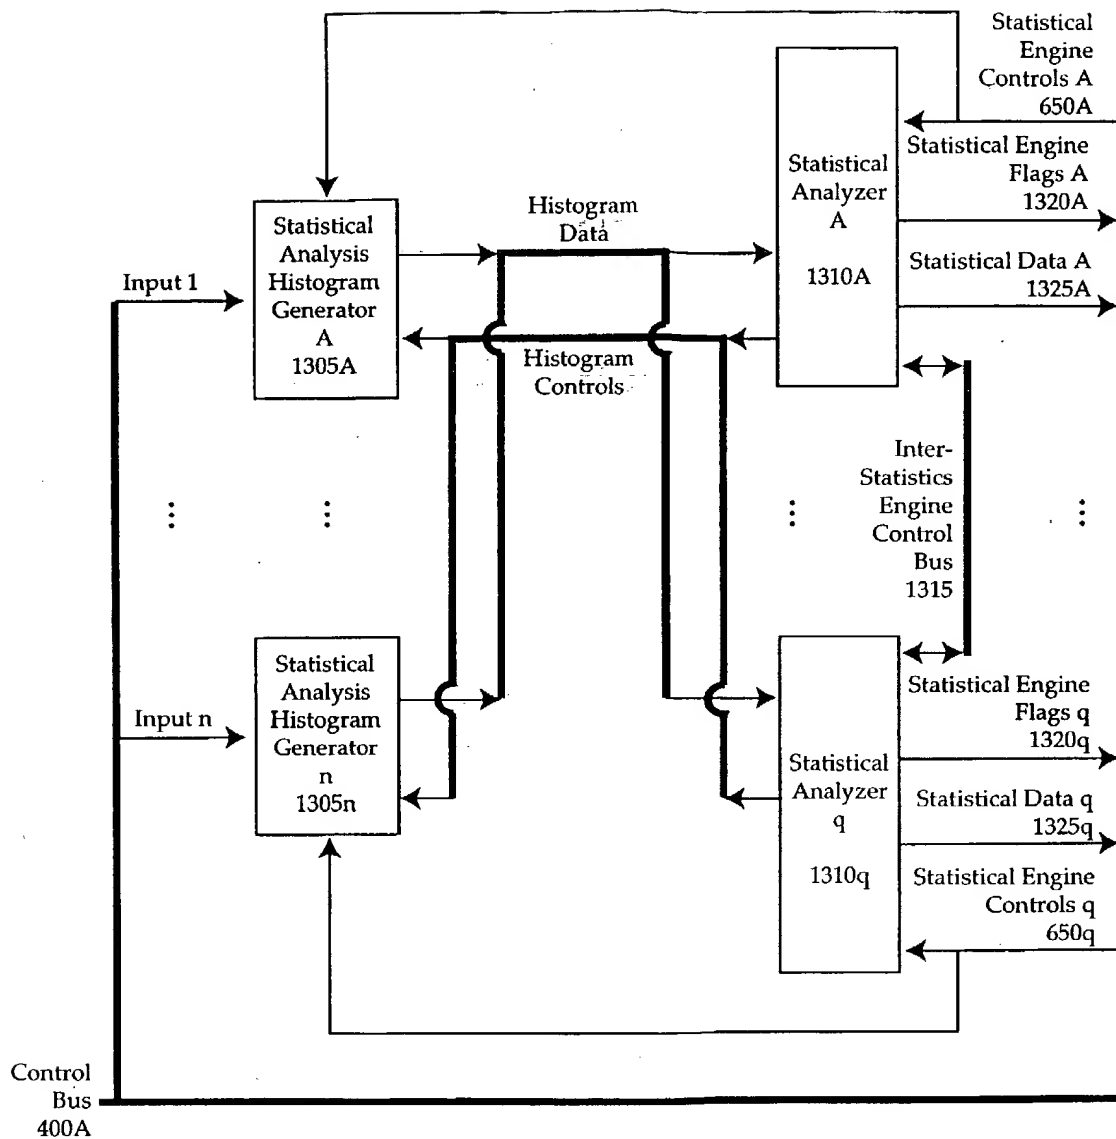 Statistical
Engine
Controls A
650A
Statistical Engine
Flags A
1320A
Statistical Data A
1325A
Statistical
Analyzer
A
1310A
Histogram
Data
Statistical
Analysis
Histogram
Generator
A
1305A
Input 1
Histogram
Controls
Inter-
Statistics
Engine
Control
Bus
1315
...
...
...
...
Statistical
Analysis
Histogram
Generator
n
1305n
Input n
Statistical
Analyzer
q
1310q
Statistical Engine
Flags q
1320q
Statistical Data q
1325q
Statistical Engine
Controls q
650q
Control
Bus
400A